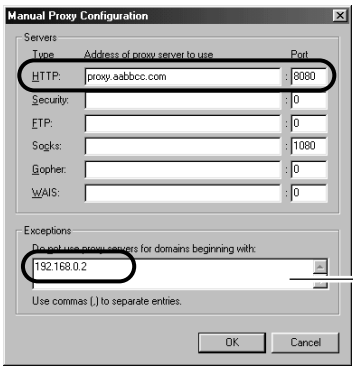 Manual Proxy Configuration
Servers
Type Address of proxy server to use Port
HTTP: proxy.aabbcc.com : 8080
Security: : 0
FTP: : 0
Socks: : 1080
Gopher: : 0
WAIS: : 0
Exceptions
Do not use proxy servers for domains beginning with:
192.168.0.2
Use commas (,) to separate entries.
OK Cancel